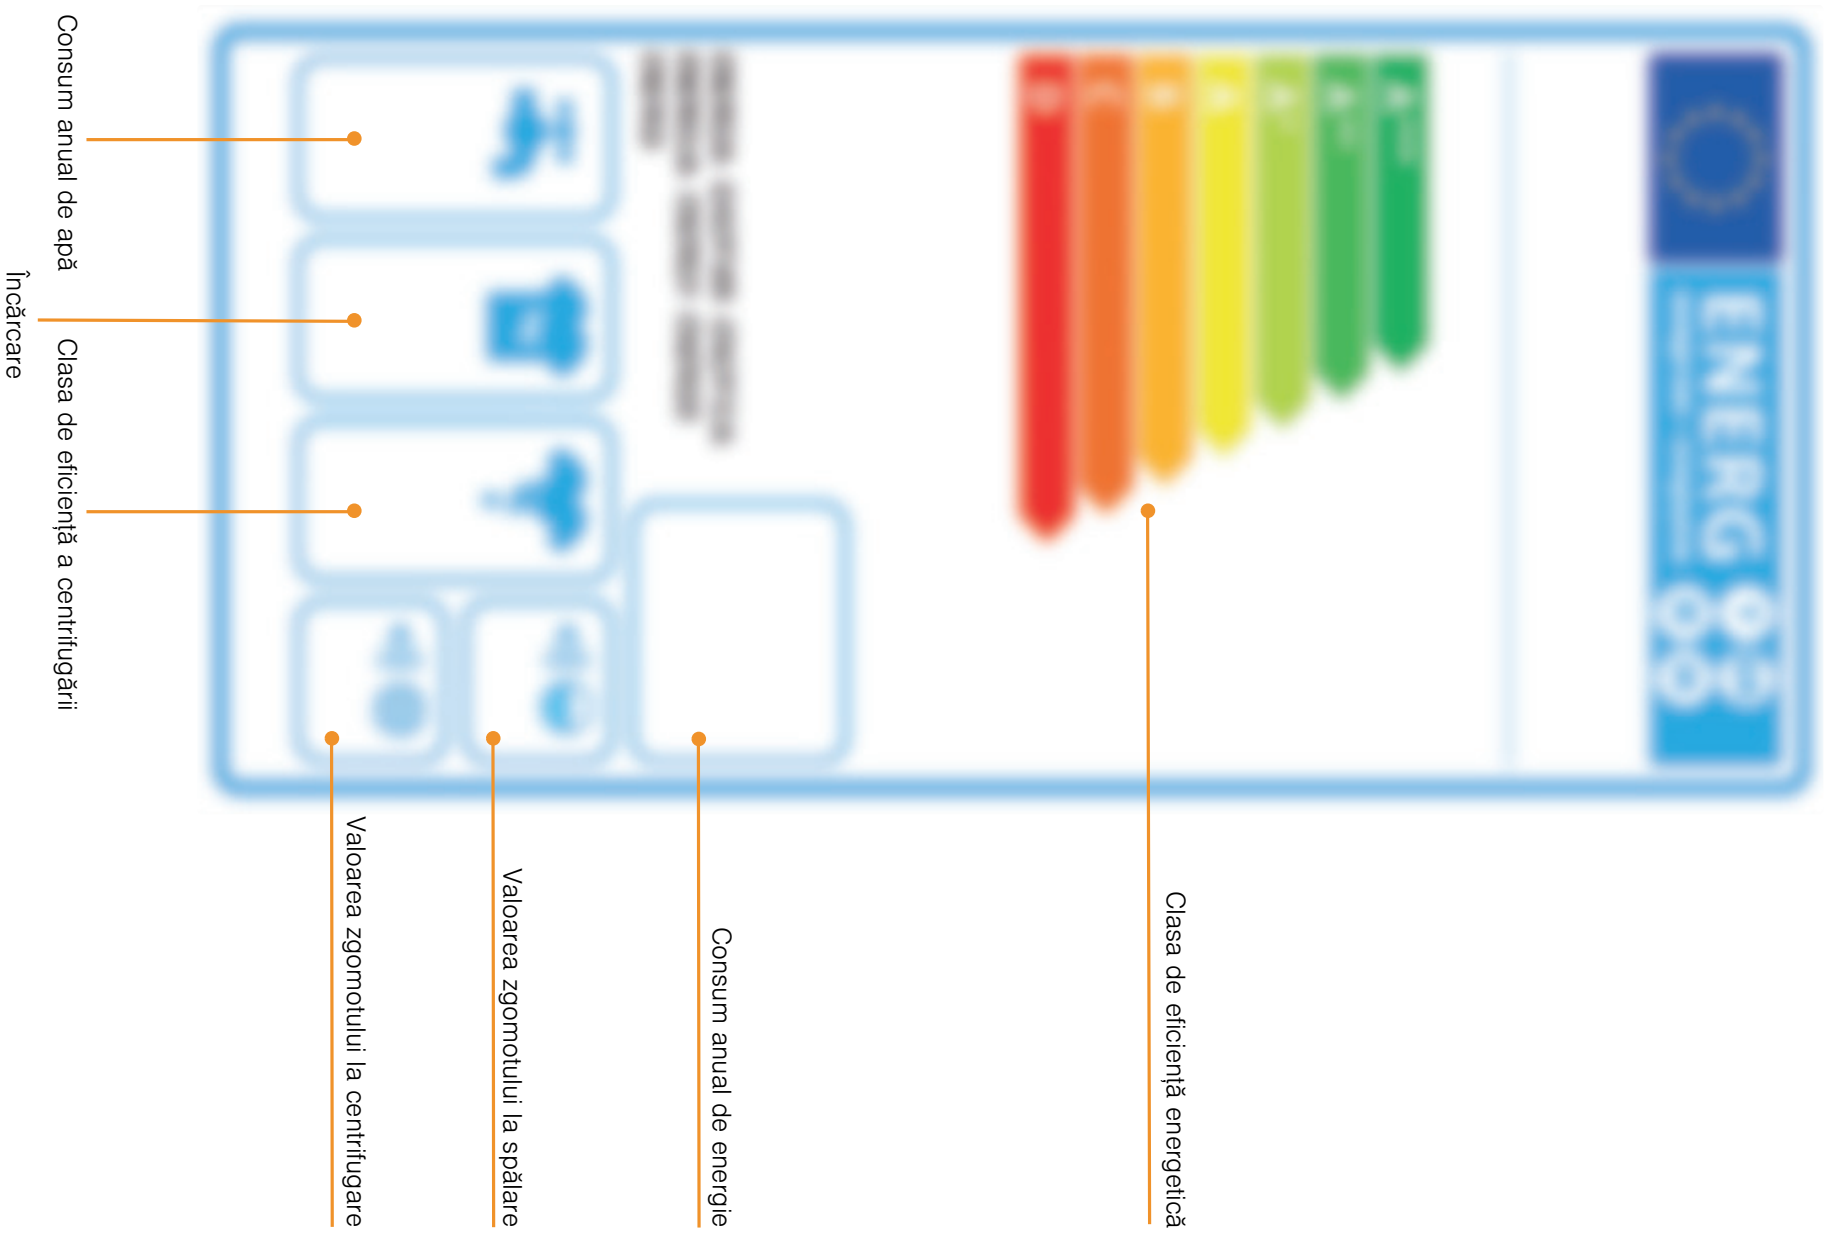 ENERG
A
A
A
A
B
C
D
Clasa de eficiență energetică
Consum anual de energie
Valoarea zgomotului la spălare
Valoarea zgomotului la centrifugare
Consum anual de apă
Încărcare
Clasa de eficiență a centrifugării